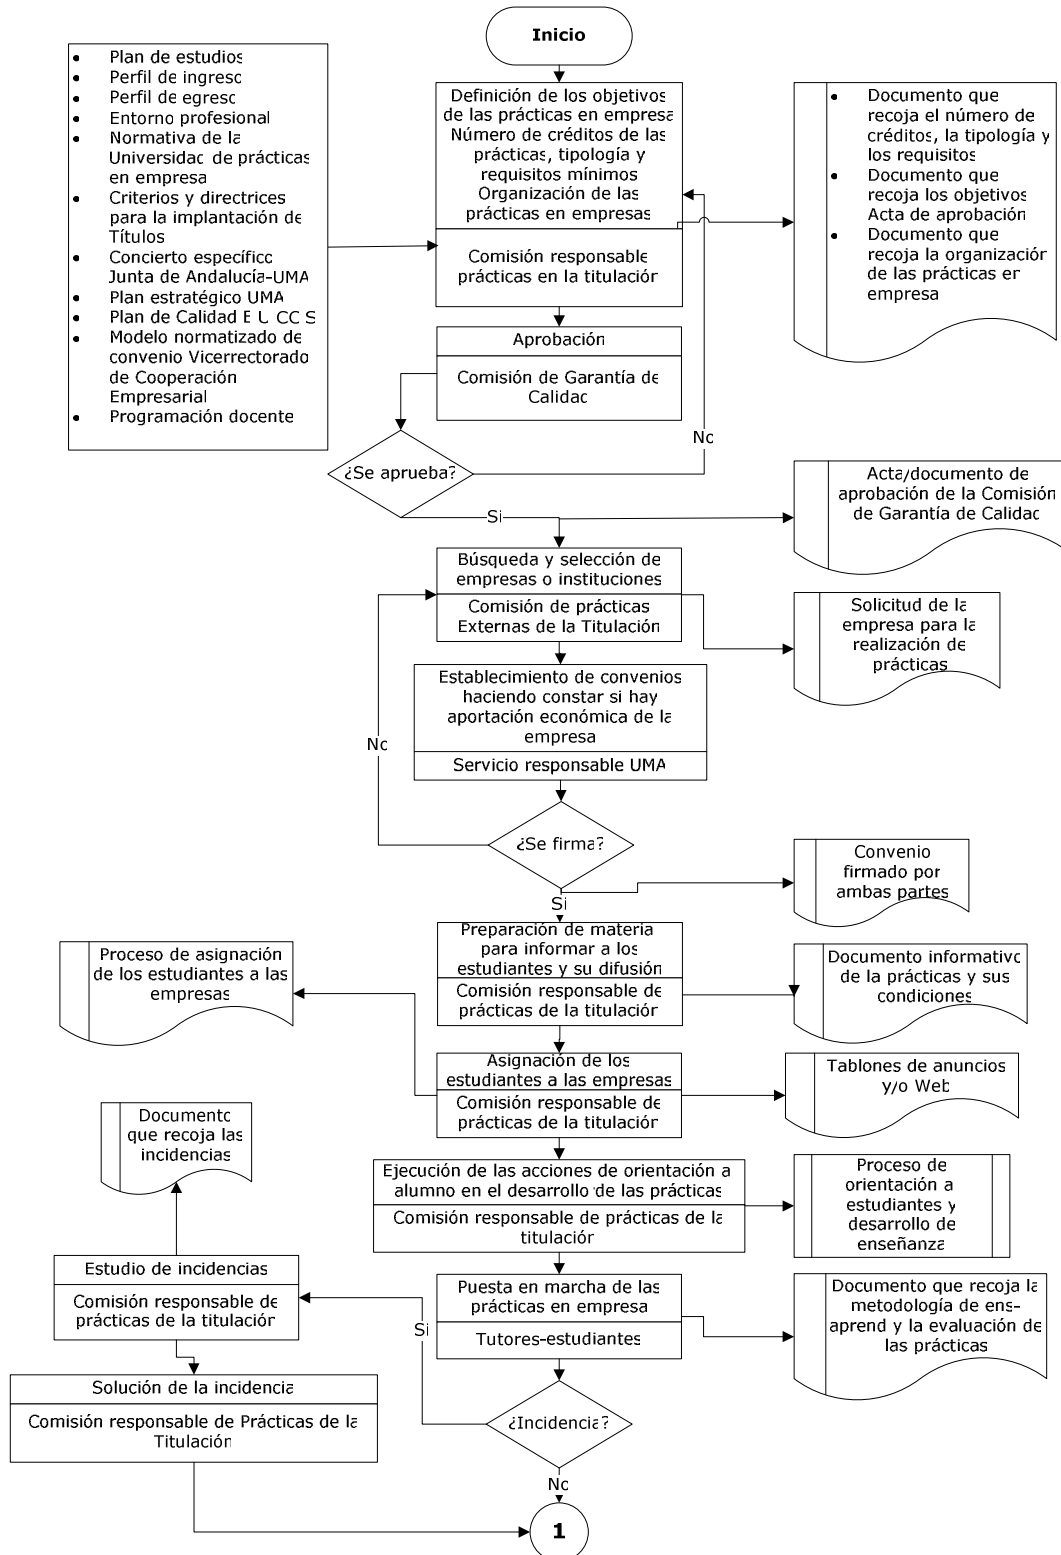 Inicio
Plan de estudios
Perfil de ingreso
Perfil de egreso
Entorno profesional
Normativa de la
Universidad de prácticas
en empresa
Criterios y directrices
para la implantación de
Títulos
Concierto específico
Junta de Andalucía-UMA
Plan estratégico UMA
Plan de Calidad E U CC S
Modelo normatizado de
convenio Vicerrectorado
de Cooperación
Empresarial
Programación docente
Definición de los objetivos
de las prácticas en empresa
Número de créditos de las
prácticas, tipología y
requisitos mínimos
Organización de las
prácticas en empresas
Comisión responsable
prácticas en la titulación
Documento que
recoja el número de
créditos, la tipología y
los requisitos
Documento que
recoja los objetivos
Acta de aprobación
Documento que
recoja la organización
de las prácticas en
empresa
Aprobación
Comisión de Garantía de
Calidad
No
¿Se aprueba?
Si
Acta/documento de
aprobación de la Comisión
de Garantía de Calidad
Búsqueda y selección de
empresas o instituciones
Comisión de prácticas
Externas de la Titulación
Solicitud de la
empresa para la
realización de
prácticas
Establecimiento de convenios
haciendo constar si hay
aportación económica de la
empresa
Servicio responsable UMA
No
¿Se firma?
Si
Convenio
firmado por
ambas partes
Preparación de materia
para informar a los
estudiantes y su difusión
Comisión responsable de
prácticas de la titulación
Documento informativo
de la prácticas y sus
condiciones
Proceso de asignación
de los estudiantes a las
empresas
Asignación de los
estudiantes a las empresas
Comisión responsable de
prácticas de la titulación
Tablones de anuncios
y/o Web
Documento
que recoja las
incidencias
Ejecución de las acciones de orientación a
alumno en el desarrollo de las prácticas
Comisión responsable de prácticas de la
titulación
Proceso de
orientación a
estudiantes y
desarrollo de
enseñanza
Estudio de incidencias
Comisión responsable de
prácticas de la titulación
Si
Puesta en marcha de las
prácticas en empresa
Tutores-estudiantes
Documento que recoja la
metodología de ens-
aprend y la evaluación de
las prácticas
Solución de la incidencia
Comisión responsable de Prácticas de la
Titulación
¿Incidencia?
No
1